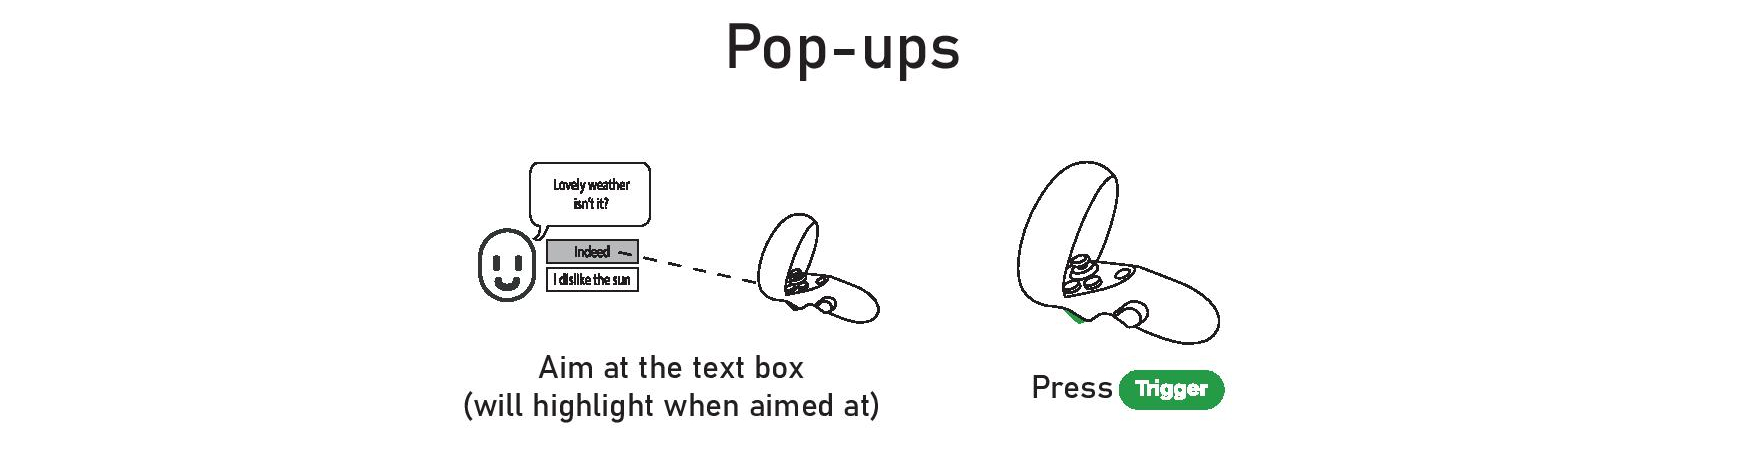 Pop-ups
Lovely weather
isn't it?
Indeed
I dislike the sun
Aim at the text box
(will highlight when aimed at)
Press Trigger